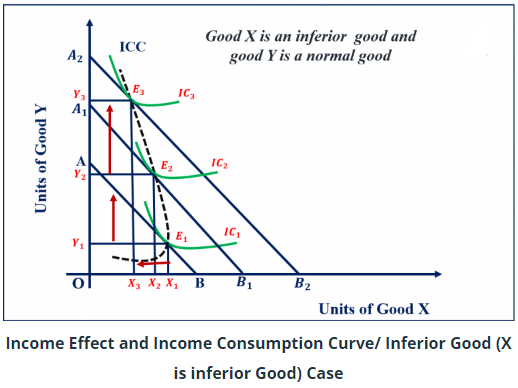 Good X is an inferior good and
good Y is a normal good
ICC
A2
Y3
A1
E3
IC3
A
Y2
E2
IC2
Y1
E1
IC1
Units of Good Y
O
X3 X2 X1 B B1 B2
Units of Good X
Income Effect and Income Consumption Curve/ Inferior Good (X
is inferior Good) Case